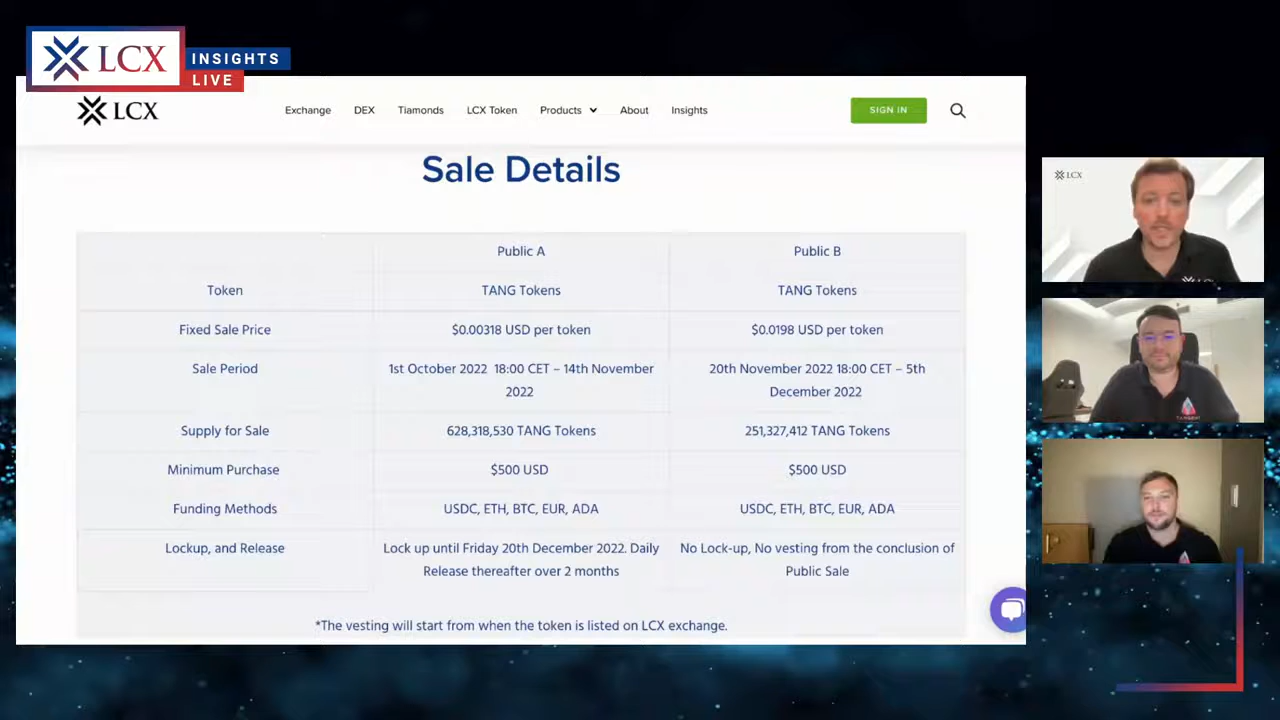 LCX
INSIGHTS
LIVE
LCX
Exchange DEX Tiamonds LCX Token Products About Insights SIGN IN
Sale Details
Public A Public B
Token TANG Tokens TANG Tokens
Fixed Sale Price $0.00318 USD per token $0.0198 USD per token
Sale Period 1st October 2022 18:00 CET – 14th November 20th November 2022 18:00 CET – 5th
2022 December 2022
Supply for Sale 628,318,530 TANG Tokens 251,327,412 TANG Tokens
Minimum Purchase $500 USD $500 USD
Funding Methods USDC, ETH, BTC, EUR, ADA USDC, ETH, BTC, EUR, ADA
Lockup, and Release Lock up until Friday 20th December 2022. Daily No Lock-up, No vesting from the conclusion of
Release thereafter over 2 months Public Sale
*The vesting will start from when the token is listed on LCX exchange.
LCX
LCX
TANGENT